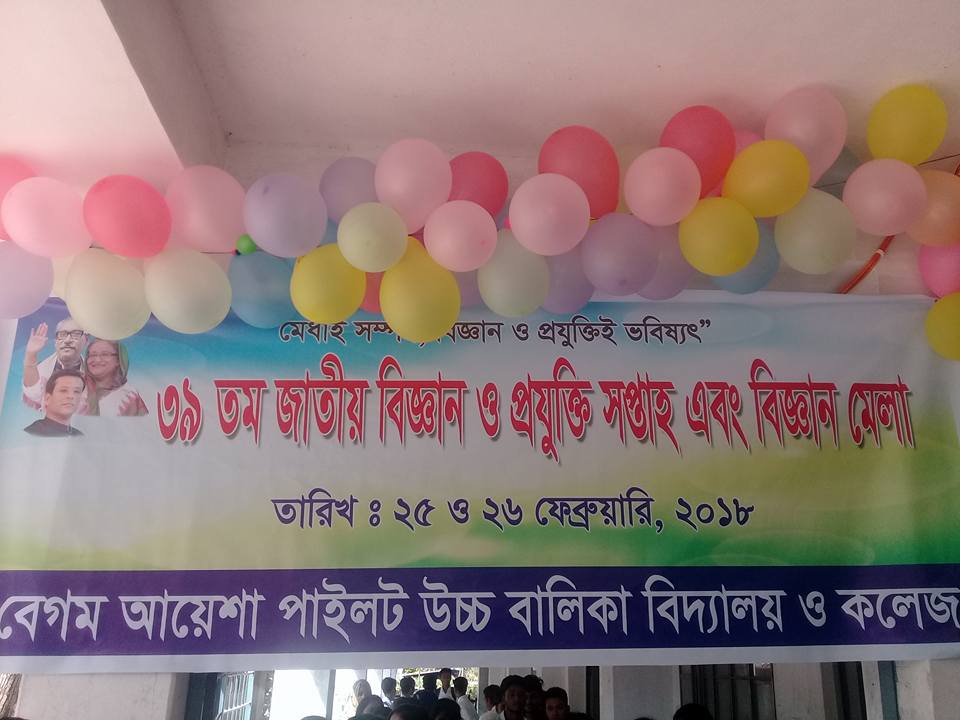 মেধাই সম্পদ, বিজ্ঞান ও প্রযুক্তিই ভবিষ্যৎ”
৩৯ তম জাতীয় বিজ্ঞান ও প্রযুক্তি সপ্তাহ এবং বিজ্ঞান মেলা
তারিখ : ২৫ ও ২৬ ফেব্রুয়ারি, ২০১৮
বেগম আয়েশা পাইলট উচ্চ বালিকা বিদ্যালয় ও কলেজ